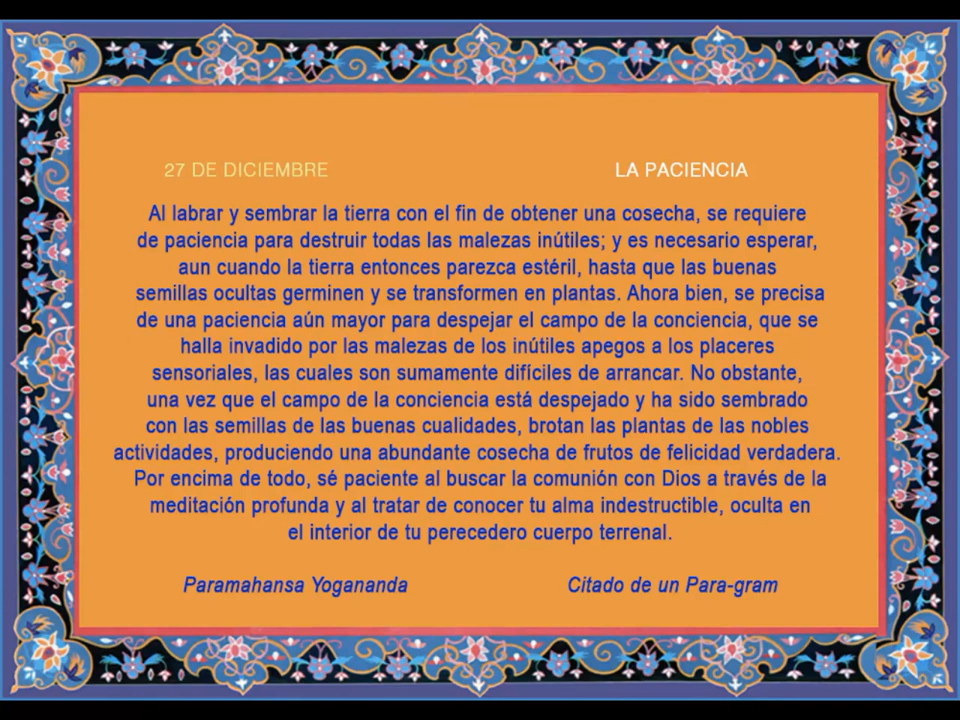 27 DE DICIEMBRE LA PACIENCIA
Al labrar y sembrar la tierra con el fin de obtener una cosecha, se requiere
de paciencia para destruir todas las malezas inútiles; y es necesario esperar,
aun cuando la tierra entonces parezca estéril, hasta que las buenas
semillas ocultas germinen y se transformen en plantas. Ahora bien, se precisa
de una paciencia aún mayor para despejar el campo de la conciencia, que se
halla invadido por las malezas de los inútiles apegos a los placeres
sensoriales, las cuales son sumamente difíciles de arrancar. No obstante,
una vez que el campo de la conciencia está despejado y ha sido sembrado
con las semillas de las buenas cualidades, brotan las plantas de las nobles
actividades, produciendo una abundante cosecha de frutos de felicidad verdadera.
Por encima de todo, sé paciente al buscar la comunión con Dios a través de la
meditación profunda y al tratar de conocer tu alma indestructible, oculta en
el interior de tu perecedero cuerpo terrenal.
Paramahansa Yogananda Citado de un Para-gram